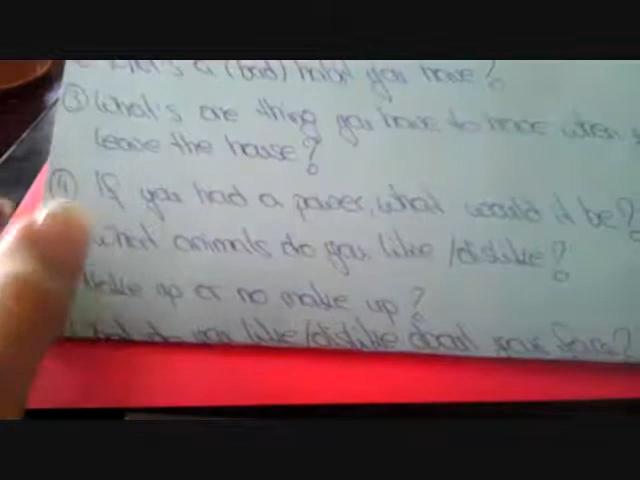 What's a (bad) habit you have?
③ What's one thing you have to have when
leave the house?
④ If you had a power, what would it be?
What animals do you like / dislike?
Make up or no make up?
What do you like/dislike about your face?